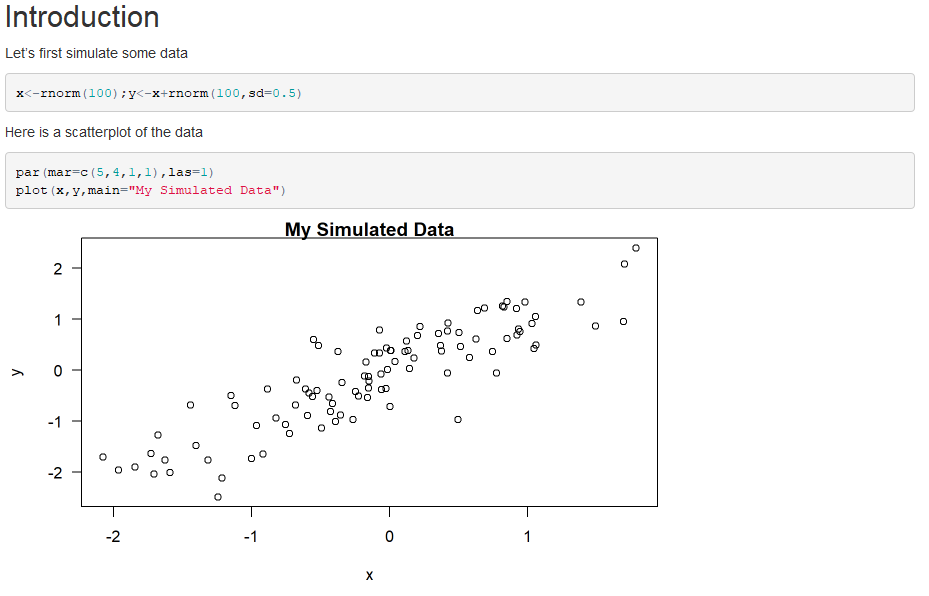 Introduction
Let's first simulate some data
x<-rnorm(100);y<-x+rnorm(100,sd=0.5)
Here is a scatterplot of the data
par(mar=c(5,4,1,1),las=1)
plot(x,y,main="My Simulated Data")
My Simulated Data
2
1
0
-1
-2
y
-2 -1 0 1
x